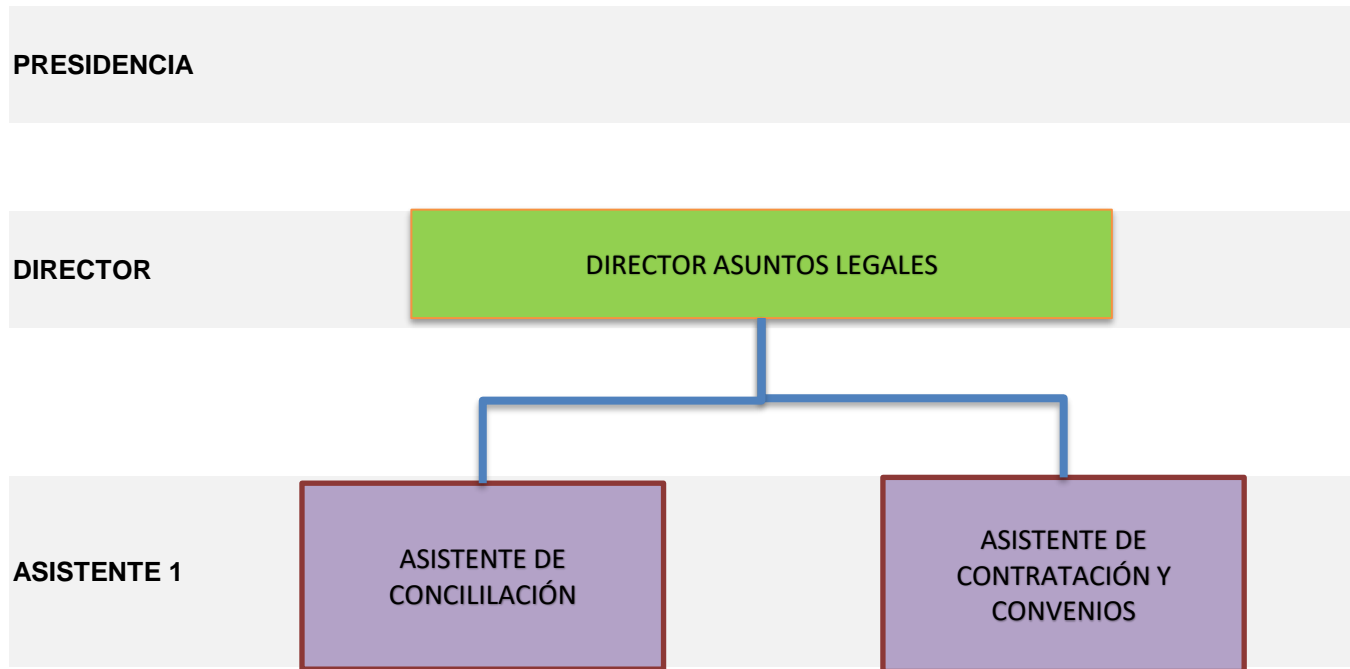 PRESIDENCIA
DIRECTOR
DIRECTOR ASUNTOS LEGALES
ASISTENTE 1
ASISTENTE DE
CONCILILACIÓN
ASISTENTE DE
CONTRATACIÓN Y
CONVENIOS